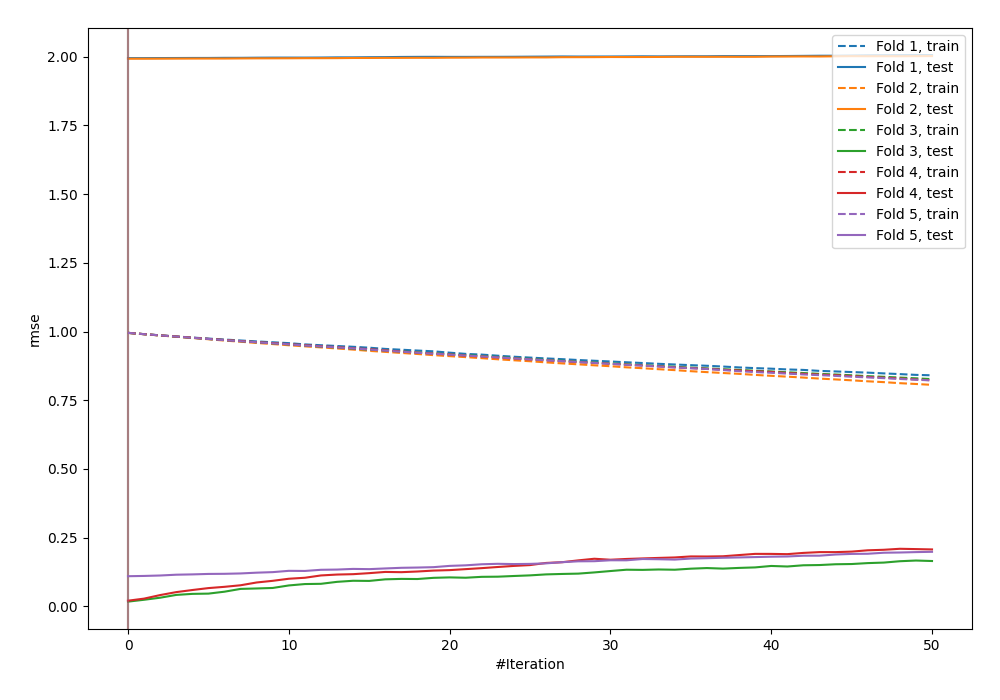 2.00
1.75
1.50
1.25
1.00
0.75
0.50
0.25
0.00
rmse
0
10
20
30
40
50
#Iteration
Fold 1, train
Fold 1, test
Fold 2, train
Fold 2, test
Fold 3, train
Fold 3, test
Fold 4, train
Fold 4, test
Fold 5, train
Fold 5, test